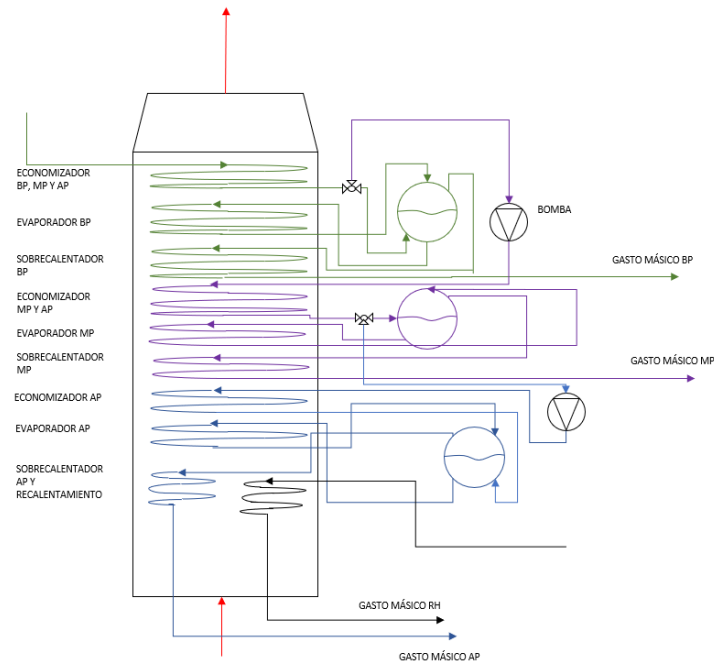 ECONOMIZADOR
BP, MP Y AP
EVAPORADOR BP
SOBRECALENTADOR
BP
ECONOMIZADOR
MP Y AP
EVAPORADOR MP
SOBRECALENTADOR
MP
ECONOMIZADOR AP
EVAPORADOR AP
SOBRECALENTADOR
AP Y
RECALENTAMIENTO
BOMBA
GASTO MÁSICO BP
GASTO MÁSICO MP
GASTO MÁSICO RH
GASTO MÁSICO AP